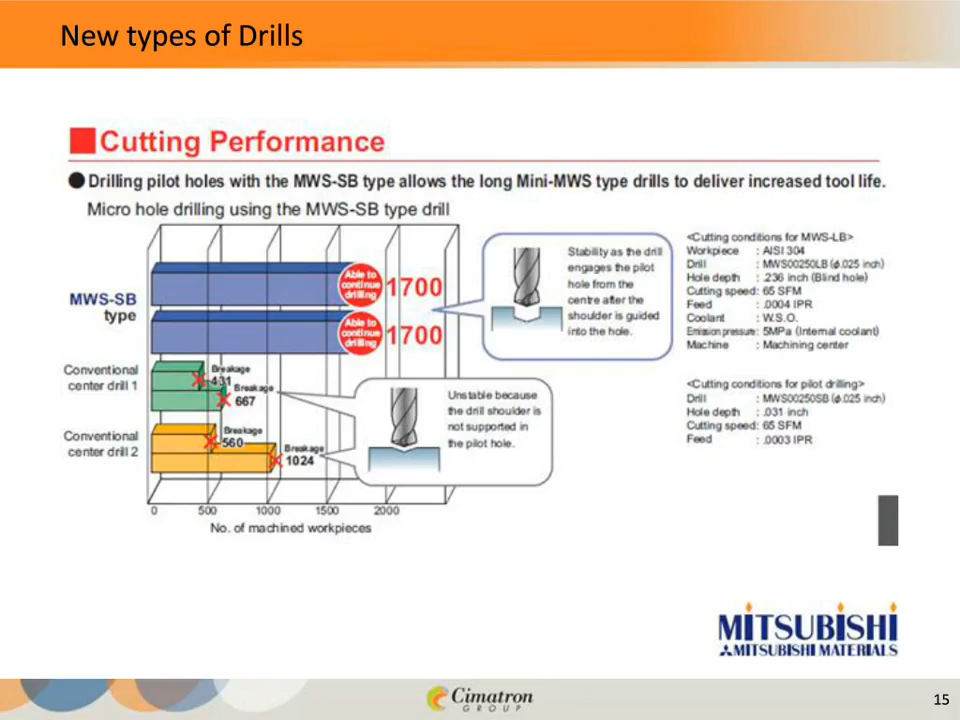 New types of Drills
Cutting Performance
Drilling pilot holes with the MWS-SB type allows the long Mini-MWS type drills to deliver increased tool life.
Micro hole drilling using the MWS-SB type drill
MWS-SB
type
Able to
continue
drilling
1700
Able to
continue
drilling
1700
Conventional
center drill 1
Breakage
431
Breakage
667
Conventional
center drill 2
Breakage
560
Breakage
1024
0 500 1000 1500 2000
No. of machined workpieces
Stability as the drill
engages the pilot
hole from the
centre after the
shoulder is guided
into the hole.
Unstable because
the drill shoulder is
not supported in
the pilot hole.
<Cutting conditions for MWS-LB>
Workpiece : AISI 304
Drill : MWS00250LB (ϕ.025 inch)
Hole depth : .236 inch (Blind hole)
Cutting speed : 65 SFM
Feed : .0004 IPR
Coolant : W.S.O.
Emission pressure : 5MPa (Internal coolant)
Machine : Machining center
<Cutting conditions for pilot drilling>
Drill : MWS00250SB (ϕ.025 inch)
Hole depth : .031 inch
Cutting speed : 65 SFM
Feed : .0003 IPR
MITSUBISHI
MITSUBISHI MATERIALS
Cimatron
GROUP
15